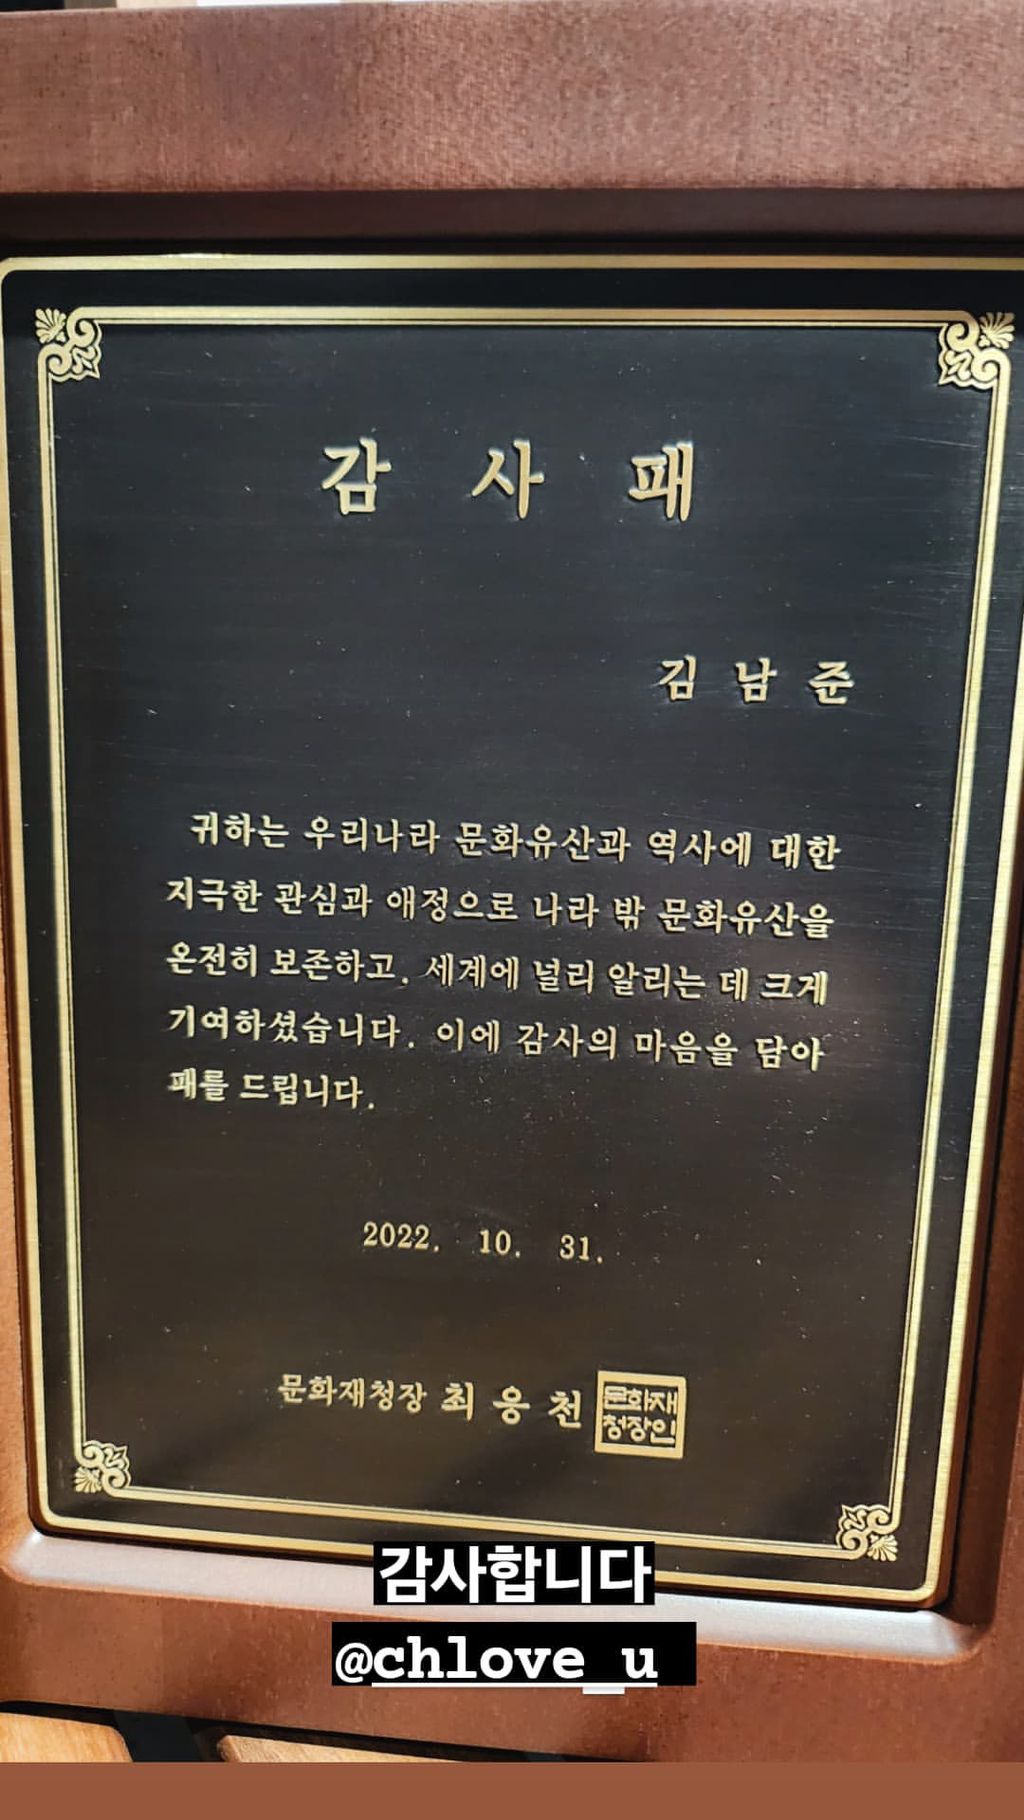 감 사 패
김 남 준
귀하는 우리나라 문화유산과 역사에 대한
지극한 관심과 애정으로 나라 밖 문화유산을
온전히 보존하고, 세계에 널리 알리는 데 크게
기여하셨습니다. 이에 감사의 마음을 담아
패를 드립니다.
2022. 10. 31.
문화재청장 최 응 천
문화재
청장인
감사합니다
@chlove_u